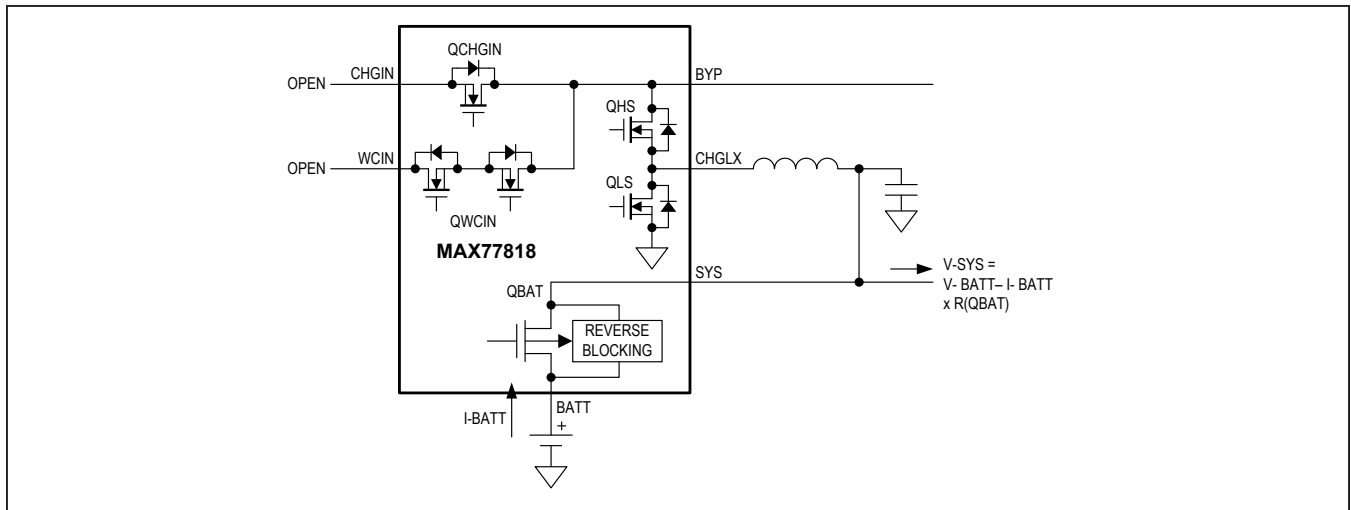 QCHGIN
OPEN
CHGIN
BYP
QHS
OPEN
WCIN
CHGLX
QLS
QWCIN
MAX77818
SYS
V-SYS =
V- BATT– I- BATT
x R(QBAT)
QBAT
REVERSE
BLOCKING
I-BATT
BATT
+